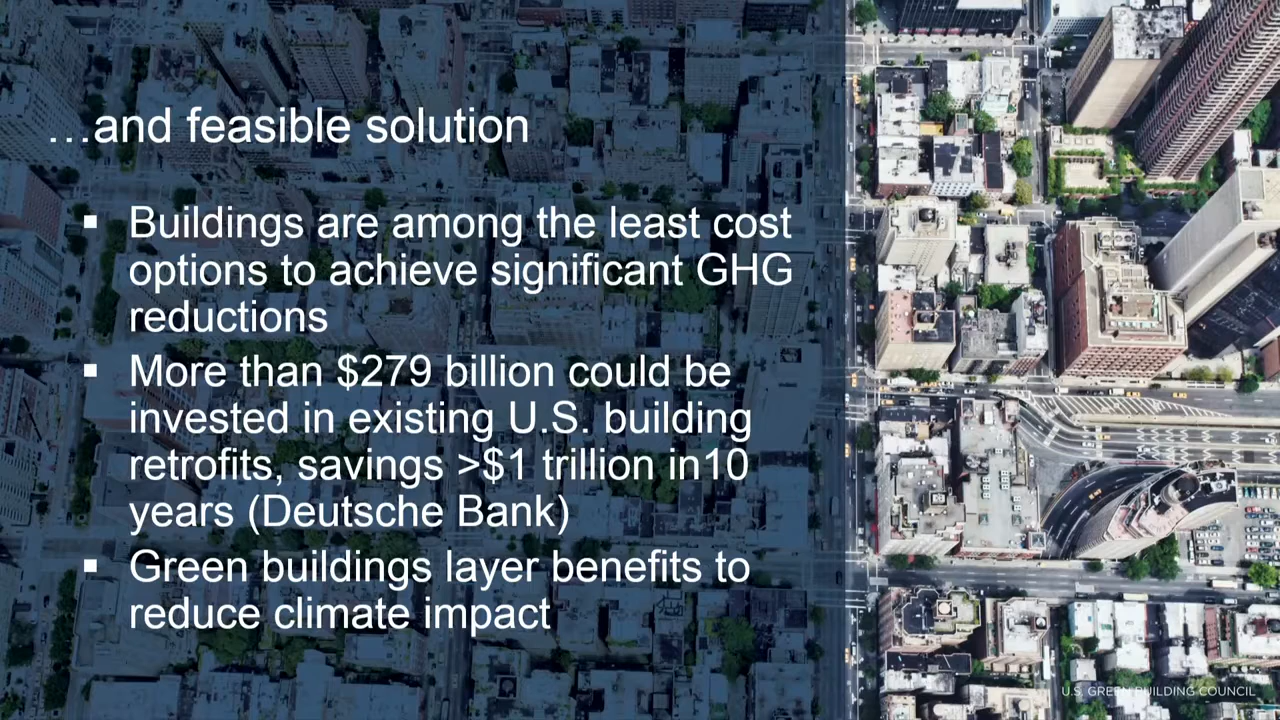 …and feasible solution
▪ Buildings are among the least cost
options to achieve significant GHG
reductions
▪ More than $279 billion could be
invested in existing U.S. building
retrofits, savings >$1 trillion in10
years (Deutsche Bank)
▪ Green buildings layer benefits to
reduce climate impact
U.S. GREEN BUILDING COUNCIL